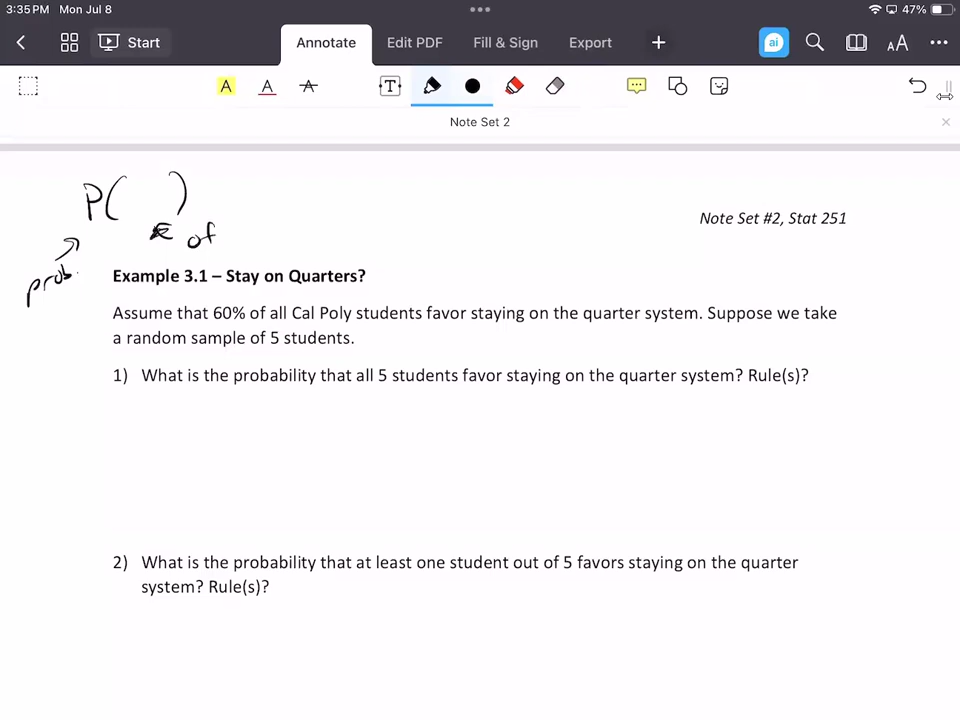 3:35 PM Mon Jul 8
47%
Start
Annotate
Edit PDF
Fill & Sign
Export
ai
AA
A A A
T
Note Set 2
P( )
of
prob.
Note Set #2, Stat 251
Example 3.1 – Stay on Quarters?
Assume that 60% of all Cal Poly students favor staying on the quarter system. Suppose we take
a random sample of 5 students.
1) What is the probability that all 5 students favor staying on the quarter system? Rule(s)?
2) What is the probability that at least one student out of 5 favors staying on the quarter
system? Rule(s)?